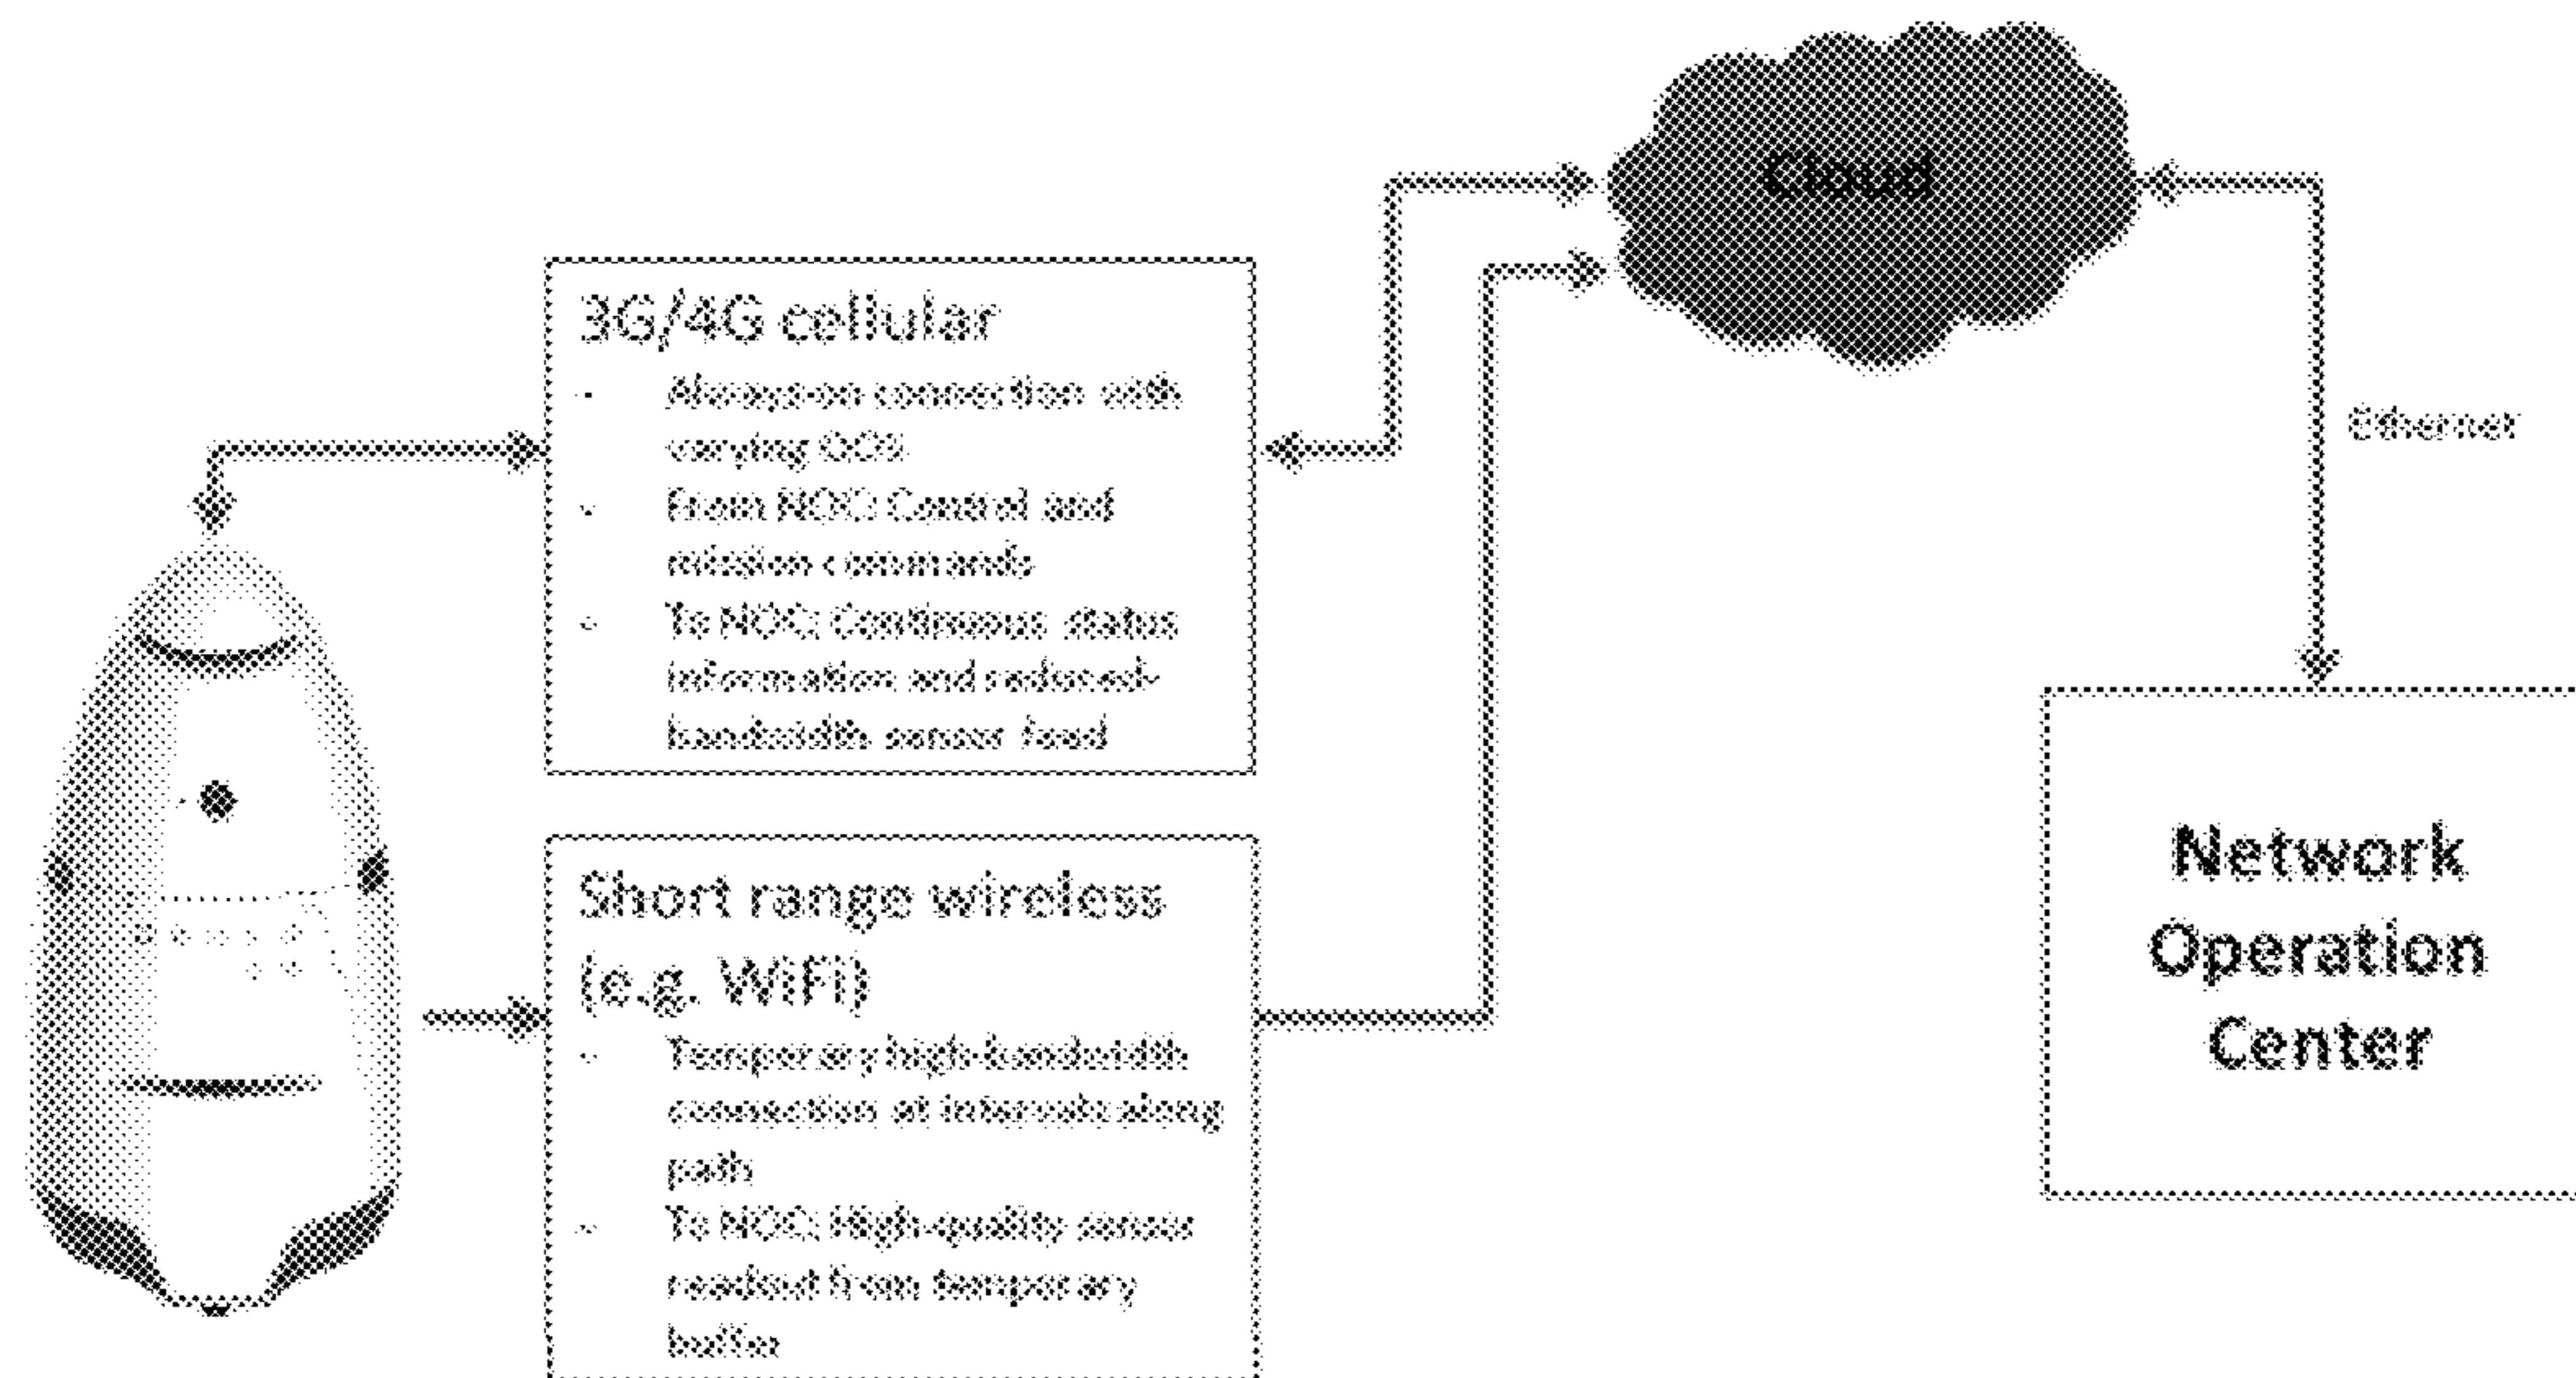 Cloud
3G/4G cellular
- Always-on connection with
varying QOS
- From NOC: Control and
mission commands
- To NOC: Continuous status
information and reduced-
bandwidth sensor feed
Ethernet
Short range wireless
(e.g. WiFi)
- Temporary high-bandwidth
connection at intervals along
path
- To NOC: High-quality sensor
readout from temporary
buffer
Network
Operation
Center